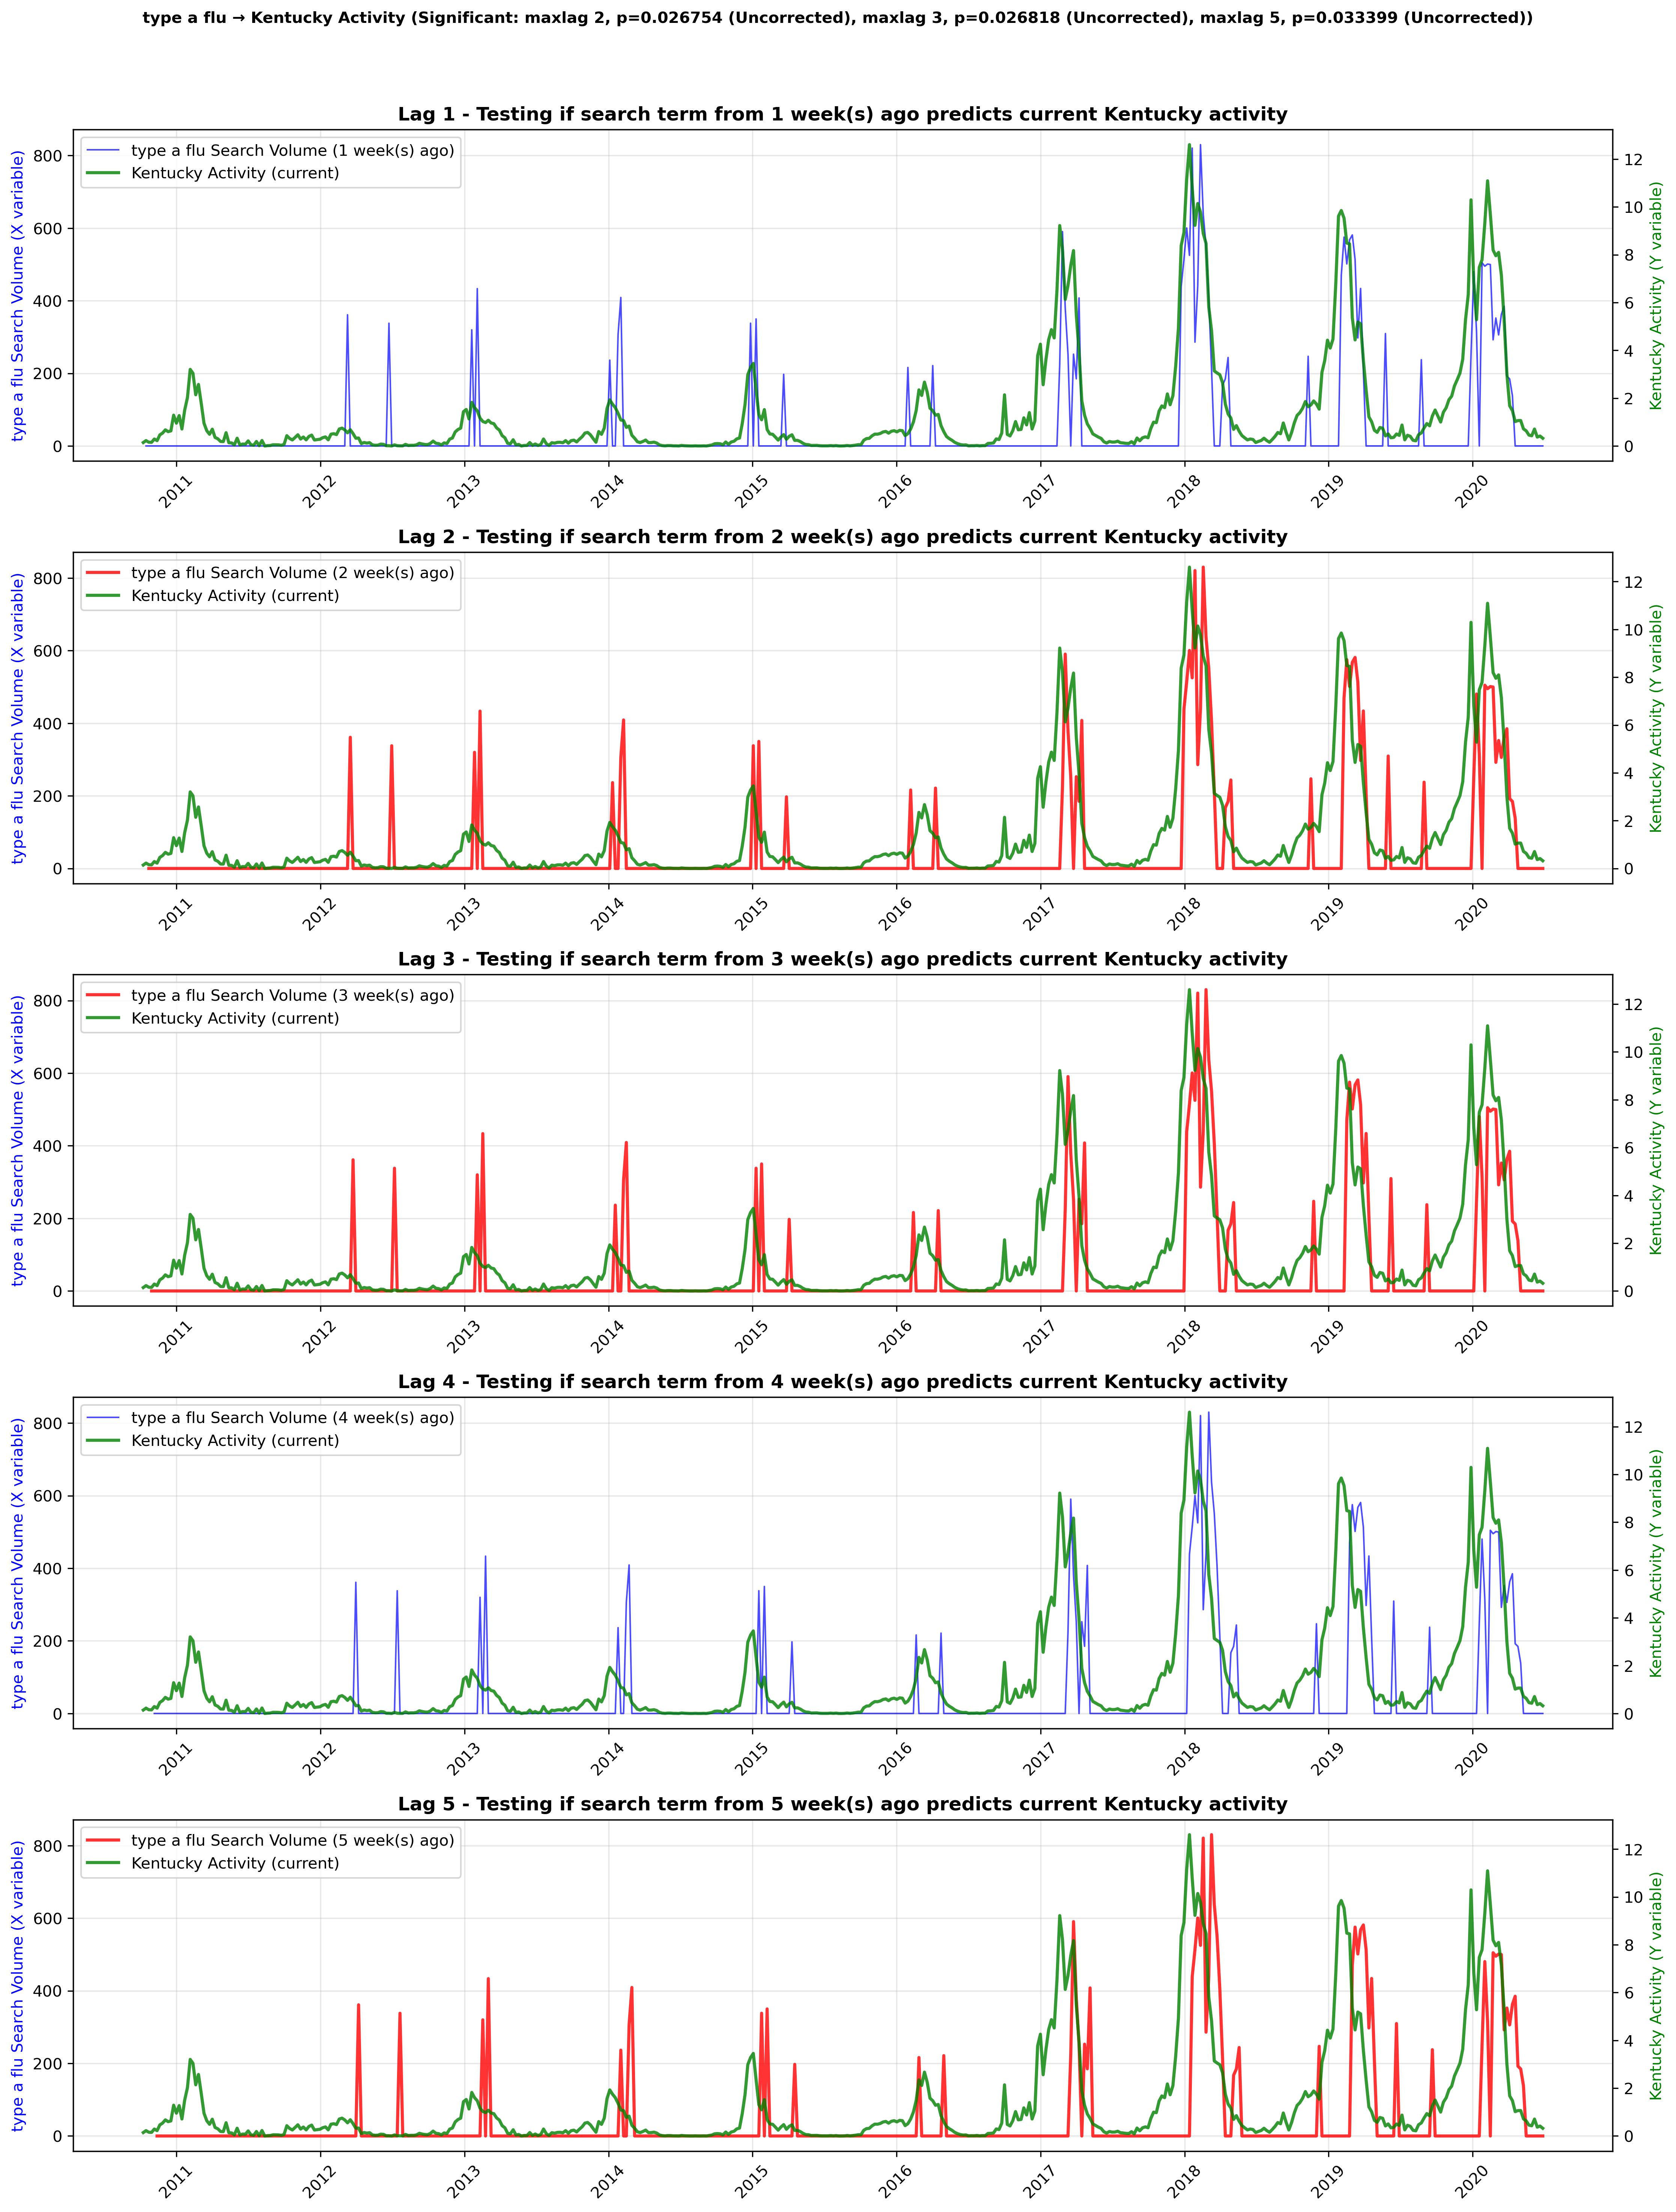 type a flu → Kentucky Activity (Significant: maxlag 2, p=0.026754 (Uncorrected), maxlag 3, p=0.026818 (Uncorrected), maxlag 5, p=0.033399 (Uncorrected))
Lag 1 - Testing if search term from 1 week(s) ago predicts current Kentucky activity
type a flu Search Volume (1 week(s) ago)
Kentucky Activity (current)
type a flu Search Volume (X variable)
800
600
400
200
0
12
10
8
6
4
2
0
Kentucky Activity (Y variable)
2011 2012 2013 2014 2015 2016 2017 2018 2019 2020
Lag 2 - Testing if search term from 2 week(s) ago predicts current Kentucky activity
type a flu Search Volume (2 week(s) ago)
Kentucky Activity (current)
type a flu Search Volume (X variable)
800
600
400
200
0
12
10
8
6
4
2
0
Kentucky Activity (Y variable)
2011 2012 2013 2014 2015 2016 2017 2018 2019 2020
Lag 3 - Testing if search term from 3 week(s) ago predicts current Kentucky activity
type a flu Search Volume (3 week(s) ago)
Kentucky Activity (current)
type a flu Search Volume (X variable)
800
600
400
200
0
12
10
8
6
4
2
0
Kentucky Activity (Y variable)
2011 2012 2013 2014 2015 2016 2017 2018 2019 2020
Lag 4 - Testing if search term from 4 week(s) ago predicts current Kentucky activity
type a flu Search Volume (4 week(s) ago)
Kentucky Activity (current)
type a flu Search Volume (X variable)
800
600
400
200
0
12
10
8
6
4
2
0
Kentucky Activity (Y variable)
2011 2012 2013 2014 2015 2016 2017 2018 2019 2020
Lag 5 - Testing if search term from 5 week(s) ago predicts current Kentucky activity
type a flu Search Volume (5 week(s) ago)
Kentucky Activity (current)
type a flu Search Volume (X variable)
800
600
400
200
0
12
10
8
6
4
2
0
Kentucky Activity (Y variable)
2011 2012 2013 2014 2015 2016 2017 2018 2019 2020